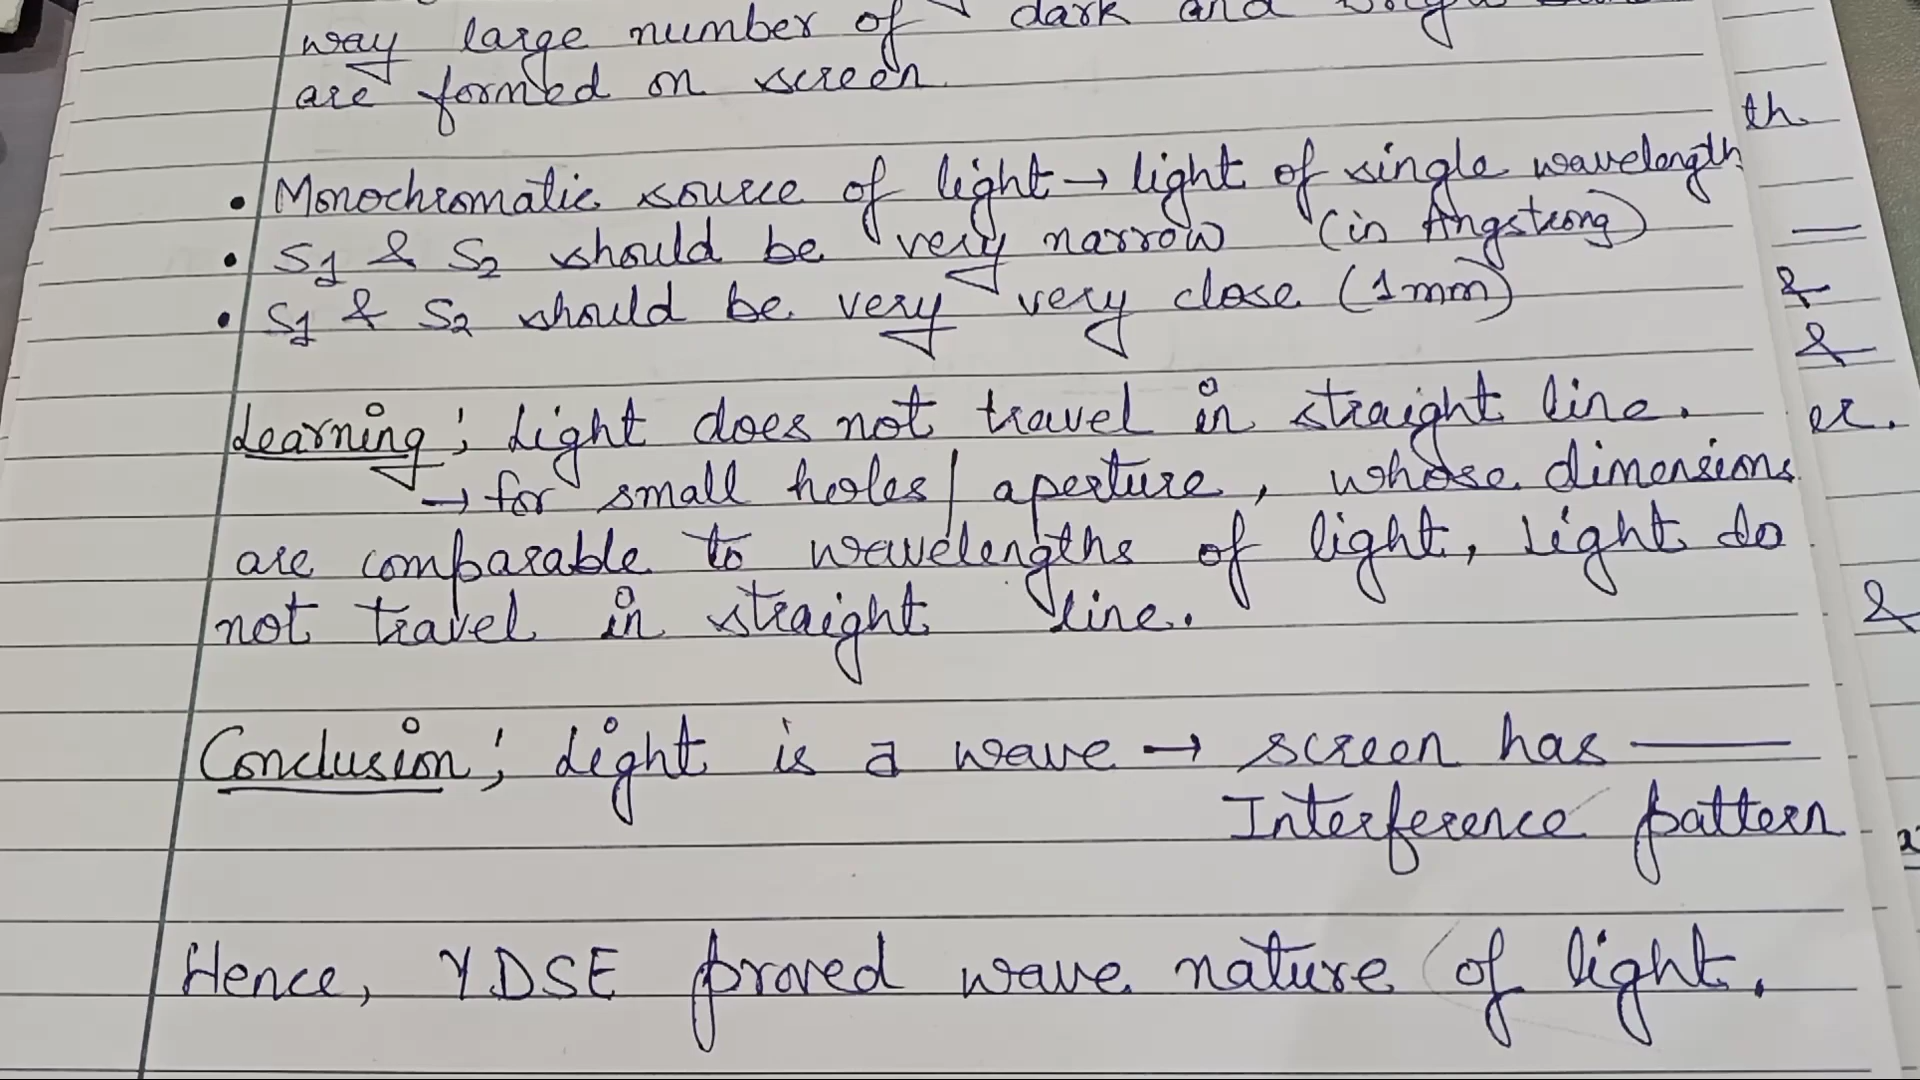 way large number of dark and
are formed on screen
th
• Monochromatic source of light → light of single wavelength
• S1 & S2 should be very narrow (in Angstrong)
• S1 & S2 should be very very close (1mm)
&
&
Learning; Light does not travel in straight line.
er.
→ for small holes/ aperture, whose dimensions
are comparable to wavelengths of light, light do
not travel in straight line.
&
Conclusion; Light is a wave → screen has
Interference pattern
Hence, YDSE proved wave nature of light.